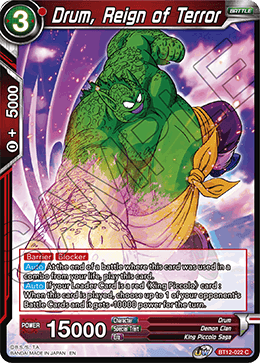 3
Drum, Reign of Terror
BATTLE
0 + 5000
Barrier Blocker
Auto At the end of a battle where this card was used in a
combo from your life, play this card.
Auto If your Leader Card is a red ‹King Piccolo› card :
When this card is played, choose up to 1 of your opponent's
Battle Cards and it gets -10000 power for the turn.
POWER 15000
Character Drum
Special Trait Demon Clan
Era King Piccolo Saga
BANDAI MADE IN JAPAN : EN
BT12-022 C